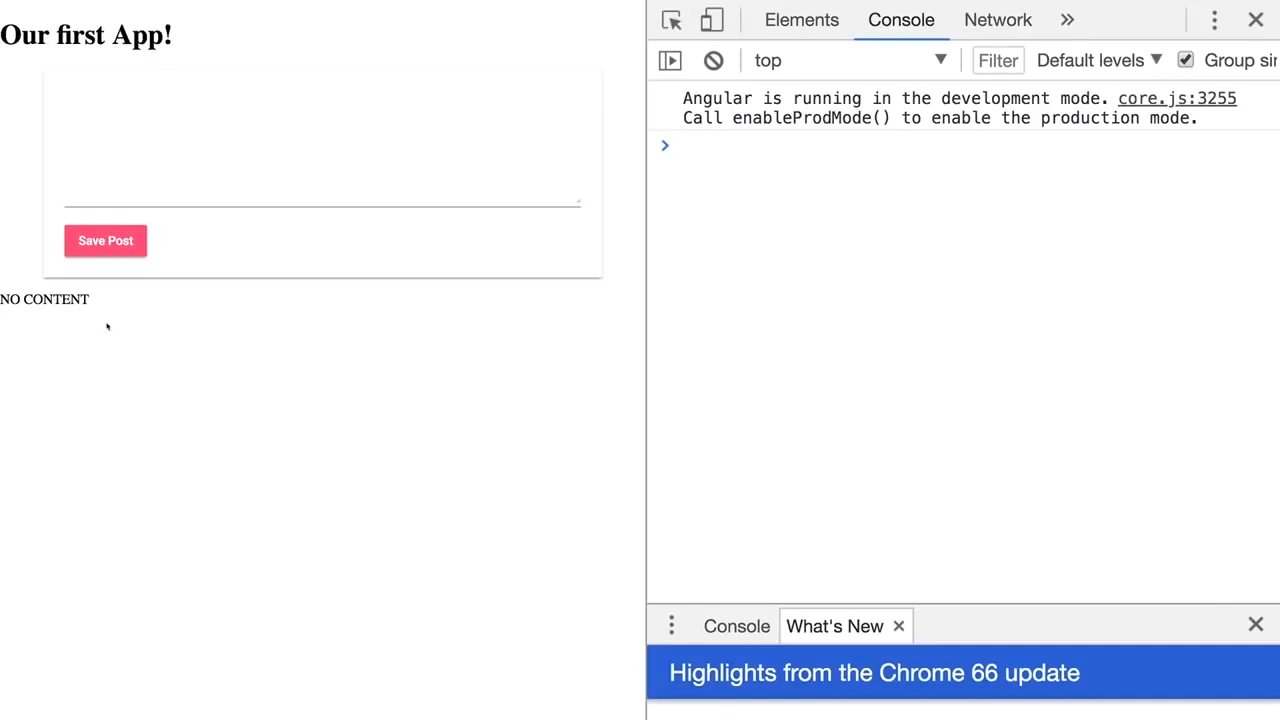 Our first App!
Save Post
NO CONTENT
Elements Console Network »
top ▼ Filter Default levels ▼ Group sir
Angular is running in the development mode. core.js:3255
Call enableProdMode() to enable the production mode.
>
Console What's New ×
Highlights from the Chrome 66 update